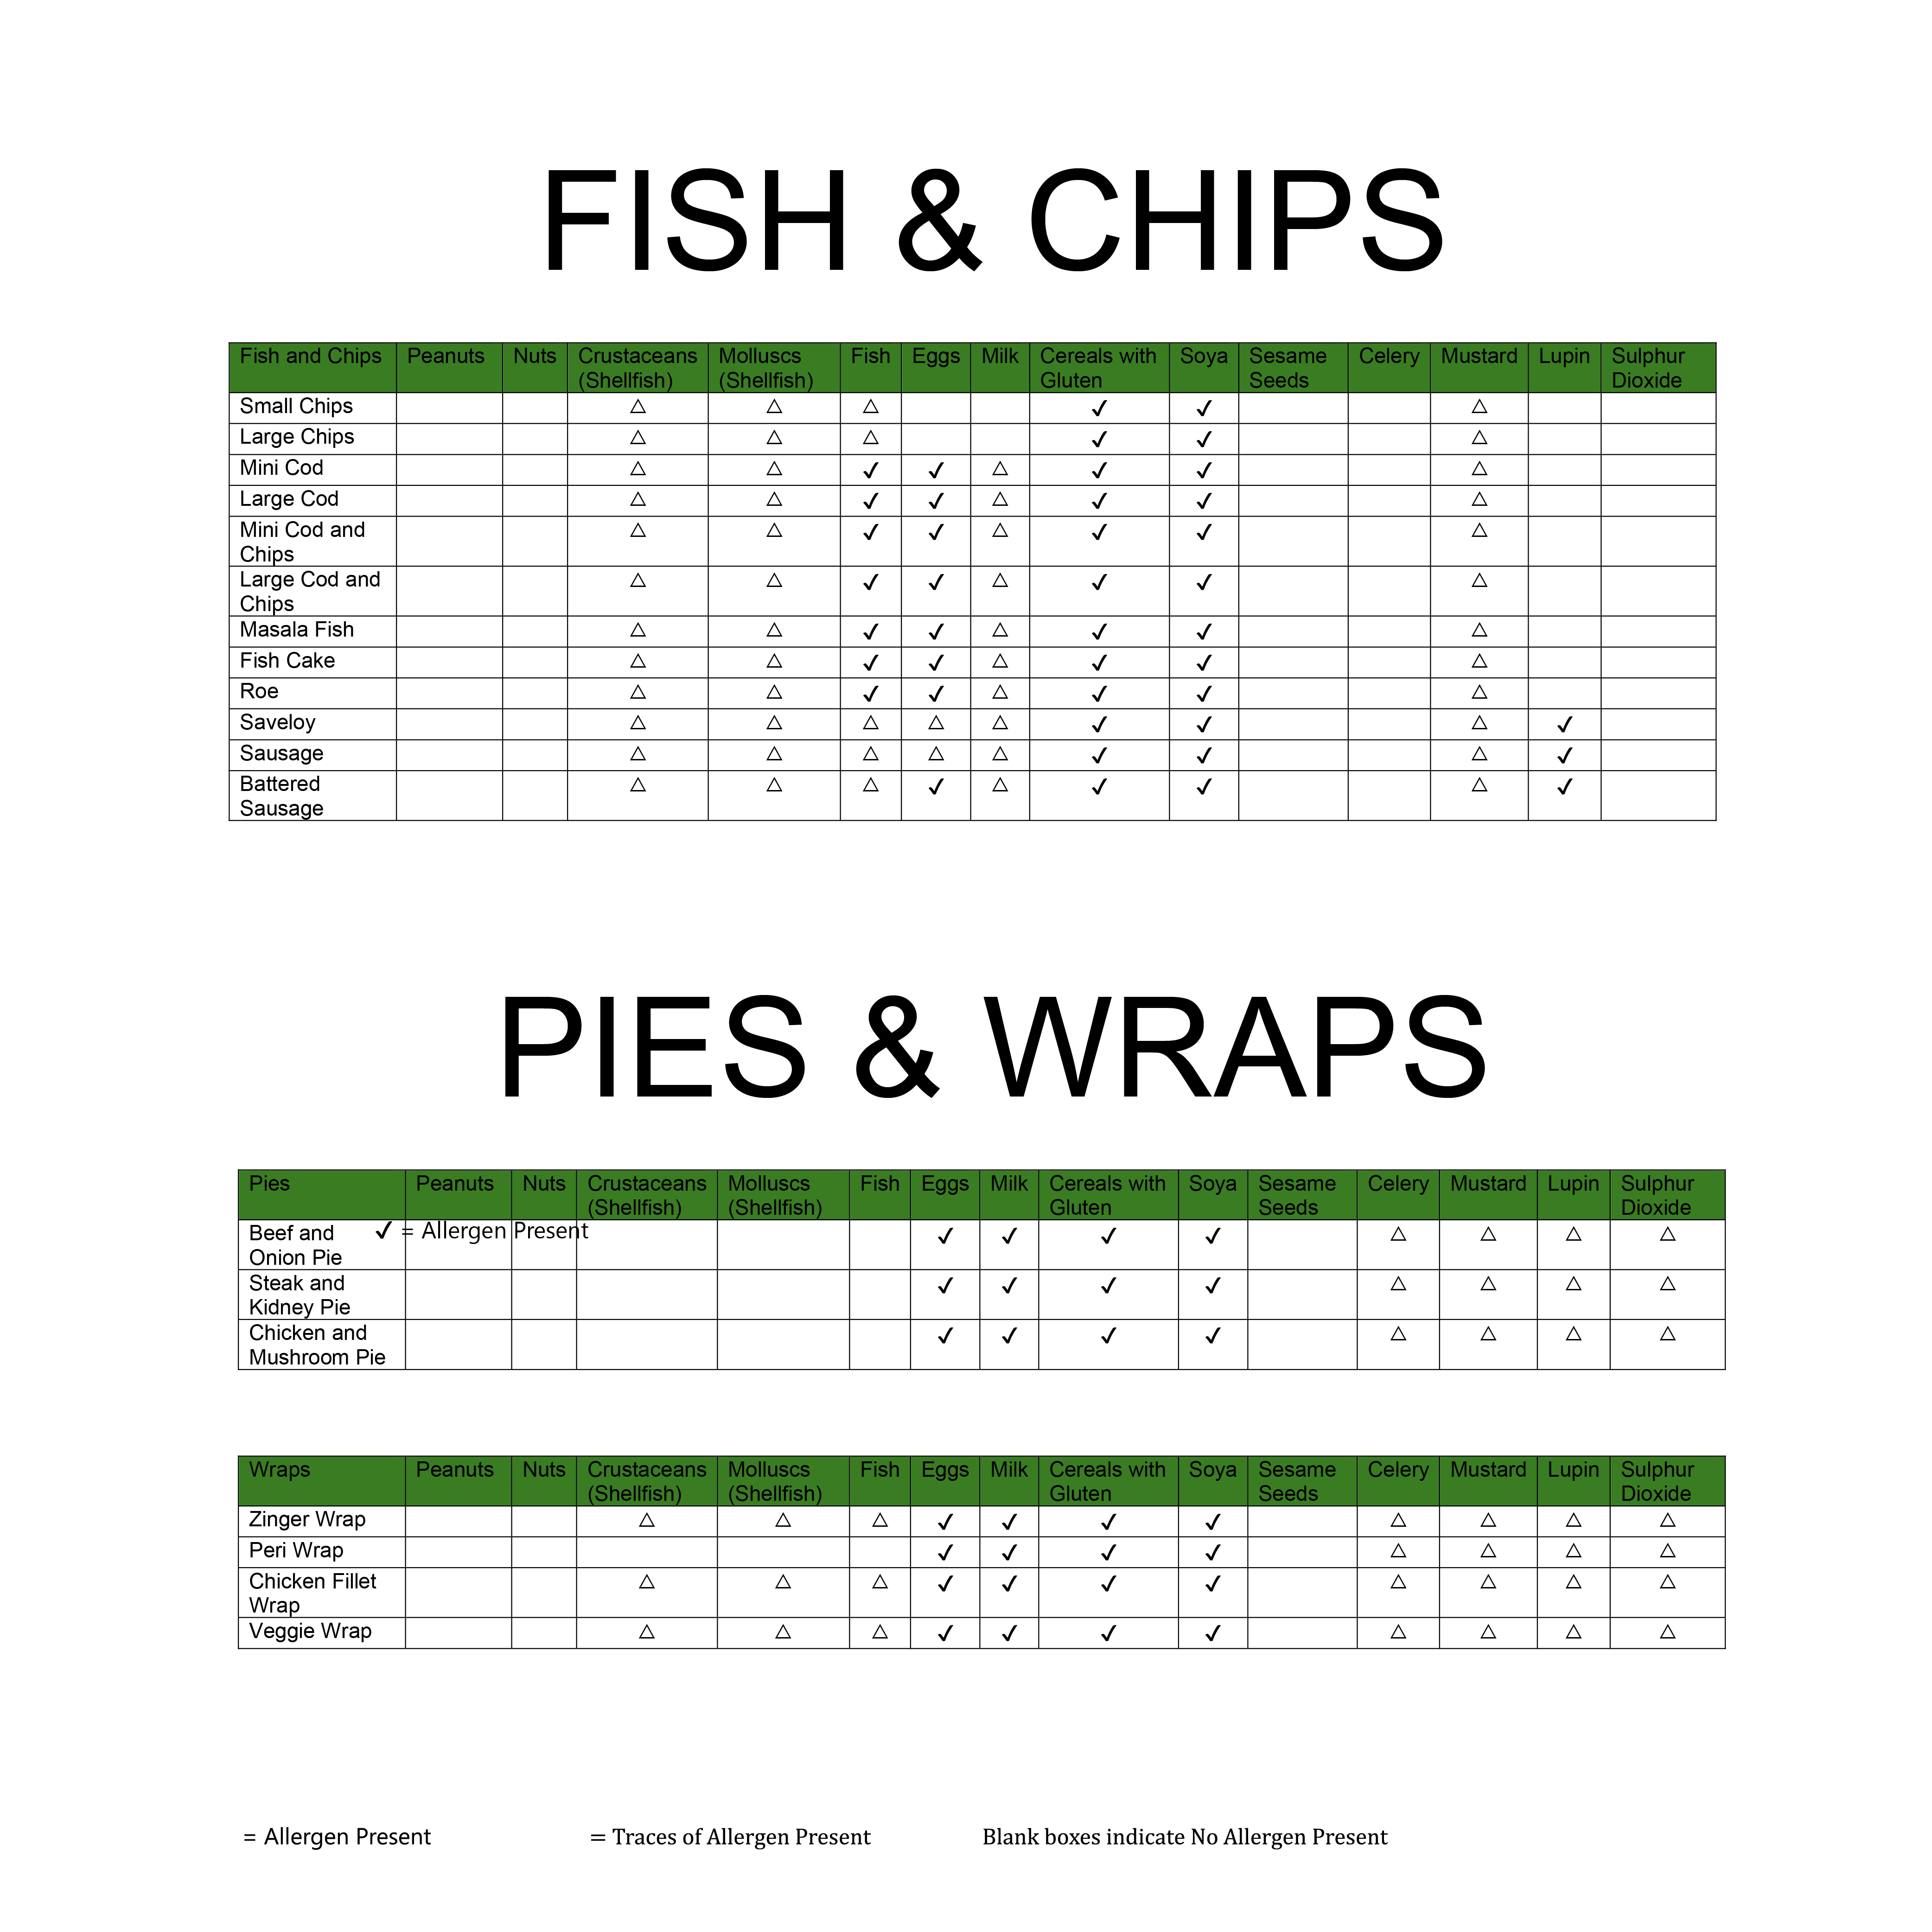 FISH & CHIPS
Fish and Chips Peanuts Nuts Crustaceans (Shellfish) Molluscs (Shellfish) Fish Eggs Milk Cereals with Gluten Soya Sesame Seeds Celery Mustard Lupin Sulphur Dioxide
Small Chips △ △ △ ✓ ✓ △
Large Chips △ △ △ ✓ ✓ △
Mini Cod △ △ ✓ ✓ △ ✓ ✓ △
Large Cod △ △ ✓ ✓ △ ✓ ✓ △
Mini Cod and Chips △ △ ✓ ✓ △ ✓ ✓ △
Large Cod and Chips △ △ ✓ ✓ △ ✓ ✓ △
Masala Fish △ △ ✓ ✓ △ ✓ ✓ △
Fish Cake △ △ ✓ ✓ △ ✓ ✓ △
Roe △ △ ✓ ✓ △ ✓ ✓ △
Saveloy △ △ △ △ △ ✓ ✓ △ ✓
Sausage △ △ △ △ △ ✓ ✓ △ ✓
Battered Sausage △ △ △ ✓ △ ✓ ✓ △ ✓
PIES & WRAPS
Pies Peanuts Nuts Crustaceans (Shellfish) Molluscs (Shellfish) Fish Eggs Milk Cereals with Gluten Soya Sesame Seeds Celery Mustard Lupin Sulphur Dioxide
✓ = Allergen Present
Beef and Onion Pie ✓ ✓ ✓ ✓ △ △ △ △
Steak and Kidney Pie ✓ ✓ ✓ ✓ △ △ △ △
Chicken and Mushroom Pie ✓ ✓ ✓ ✓ △ △ △ △
Wraps Peanuts Nuts Crustaceans (Shellfish) Molluscs (Shellfish) Fish Eggs Milk Cereals with Gluten Soya Sesame Seeds Celery Mustard Lupin Sulphur Dioxide
Zinger Wrap △ △ △ ✓ ✓ ✓ ✓ △ △ △ △
Peri Wrap ✓ ✓ ✓ ✓ △ △ △ △
Chicken Fillet Wrap △ △ △ ✓ ✓ ✓ ✓ △ △ △ △
Veggie Wrap △ △ △ ✓ ✓ ✓ ✓ △ △ △ △
= Allergen Present = Traces of Allergen Present Blank boxes indicate No Allergen Present